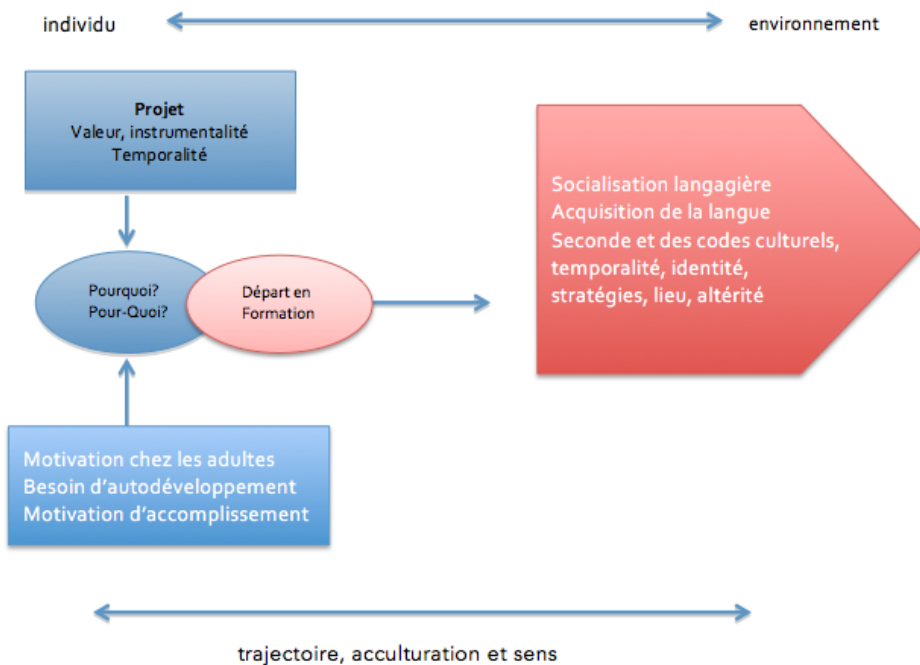 individu
environnement
Projet
Valeur, instrumentalité
Temporalité
Pourquoi?
Pour-Quoi?
Départ en
Formation
Socialisation langagière
Acquisition de la langue
Seconde et des codes culturels,
temporalité, identité,
stratégies, lieu, altérité
Motivation chez les adultes
Besoin d'autodéveloppement
Motivation d'accomplissement
trajectoire, acculturation et sens